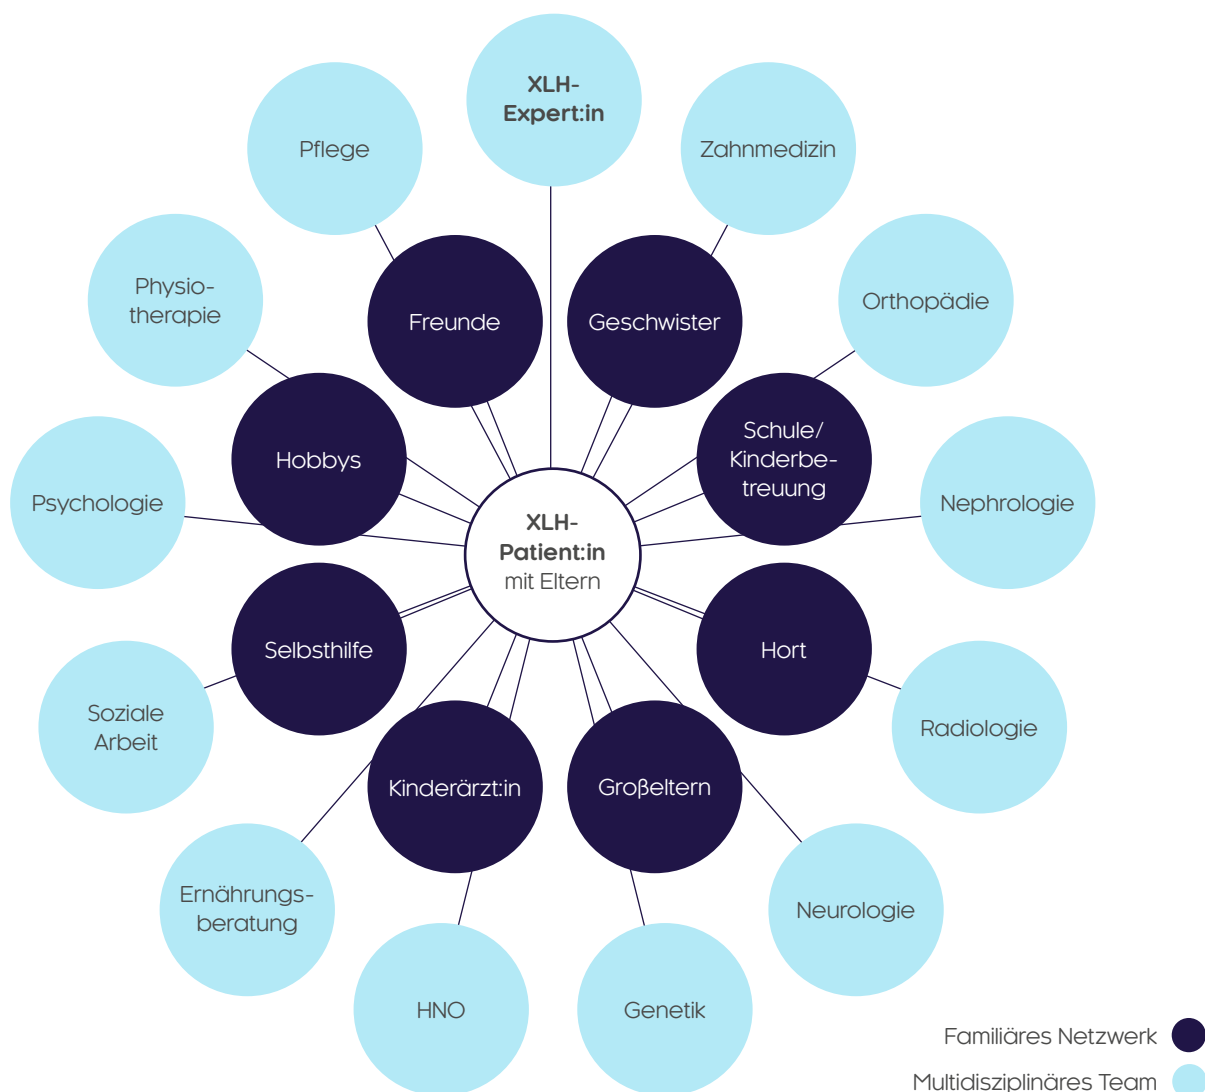 XLH-
Expert:in
Pflege
Zahnmedizin
Physio-
therapie
Freunde
Geschwister
Orthopädie
Hobbys
Schule/
Kinderbe-
treuung
Psychologie
Nephrologie
XLH-
Patient:in
mit Eltern
Selbsthilfe
Hort
Soziale
Arbeit
Radiologie
Kinderärzt:in
Großeltern
Ernährungs-
beratung
Neurologie
HNO
Genetik
Familiäres Netzwerk
Multidisziplinäres Team